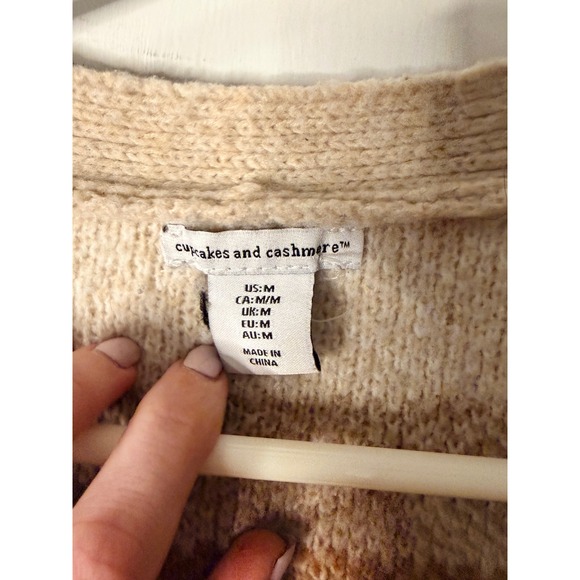 cupcakes and cashmere™
US:M
CA:M/M
UK:M
EU:M
AU:M
MADE IN
CHINA